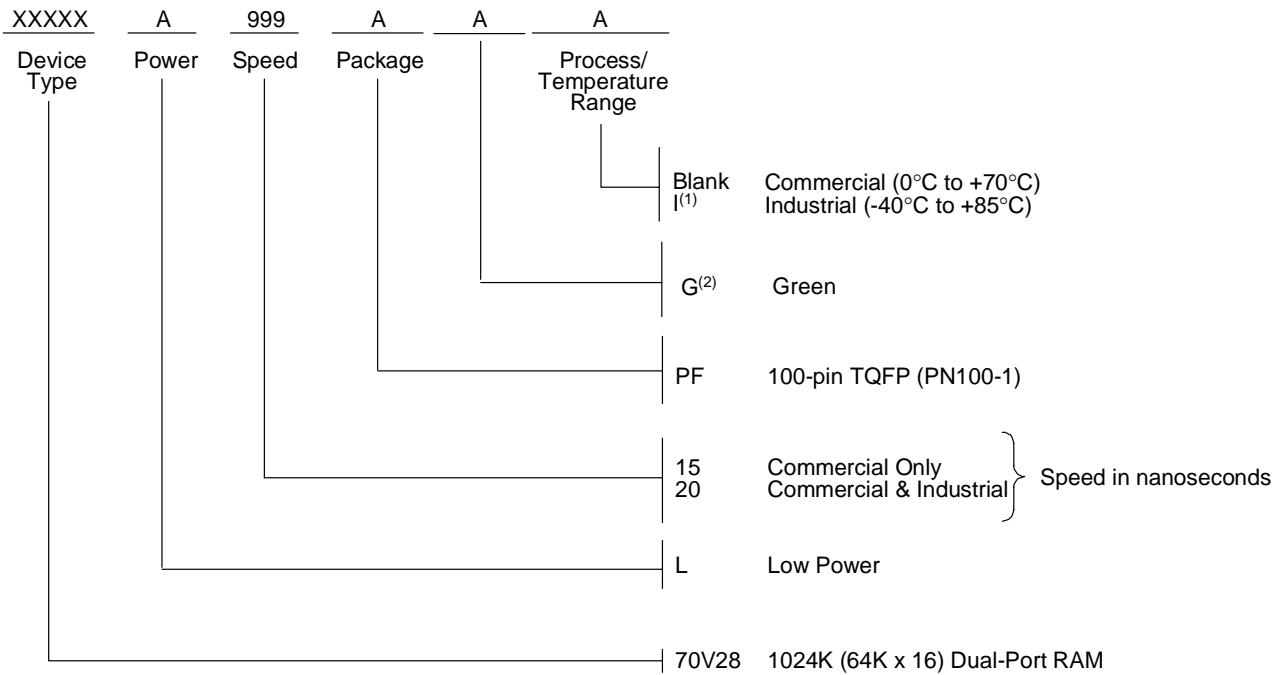 XXXXX A 999 A A A
Device Type Power Speed Package Process/ Temperature Range
Blank Commercial (0°C to +70°C)
I(1) Industrial (-40°C to +85°C)
G(2) Green
PF 100-pin TQFP (PN100-1)
15 Commercial Only
20 Commercial & Industrial
Speed in nanoseconds
L Low Power
70V28 1024K (64K x 16) Dual-Port RAM